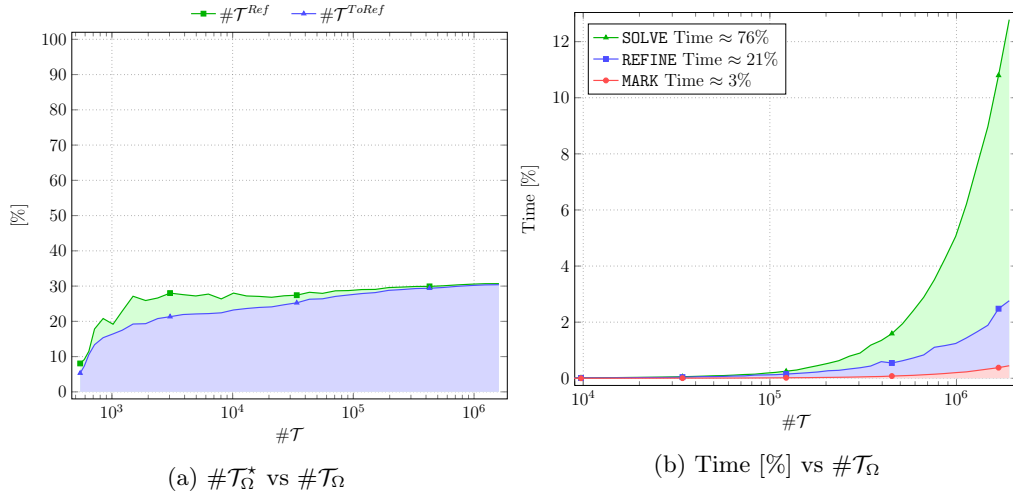 #𝒯^{Ref} #𝒯^{ToRef}
100
90
80
70
60
50
40
30
20
10
0
[%]
10^3 10^4 10^5 10^6
#𝒯
(a) #𝒯_Ω^⋆ vs #𝒯_Ω
SOLVE Time ≈ 76%
REFINE Time ≈ 21%
MARK Time ≈ 3%
12
10
8
6
4
2
0
Time [%]
10^4 10^5 10^6
#𝒯
(b) Time [%] vs #𝒯_Ω